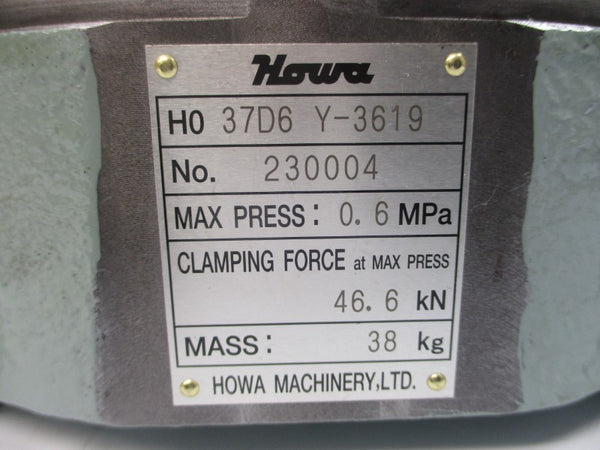 Howa
HO 37D6 Y-3619
No. 230004
MAX PRESS: 0.6 MPa
CLAMPING FORCE at MAX PRESS
46.6 kN
MASS: 38 kg
HOWA MACHINERY,LTD.